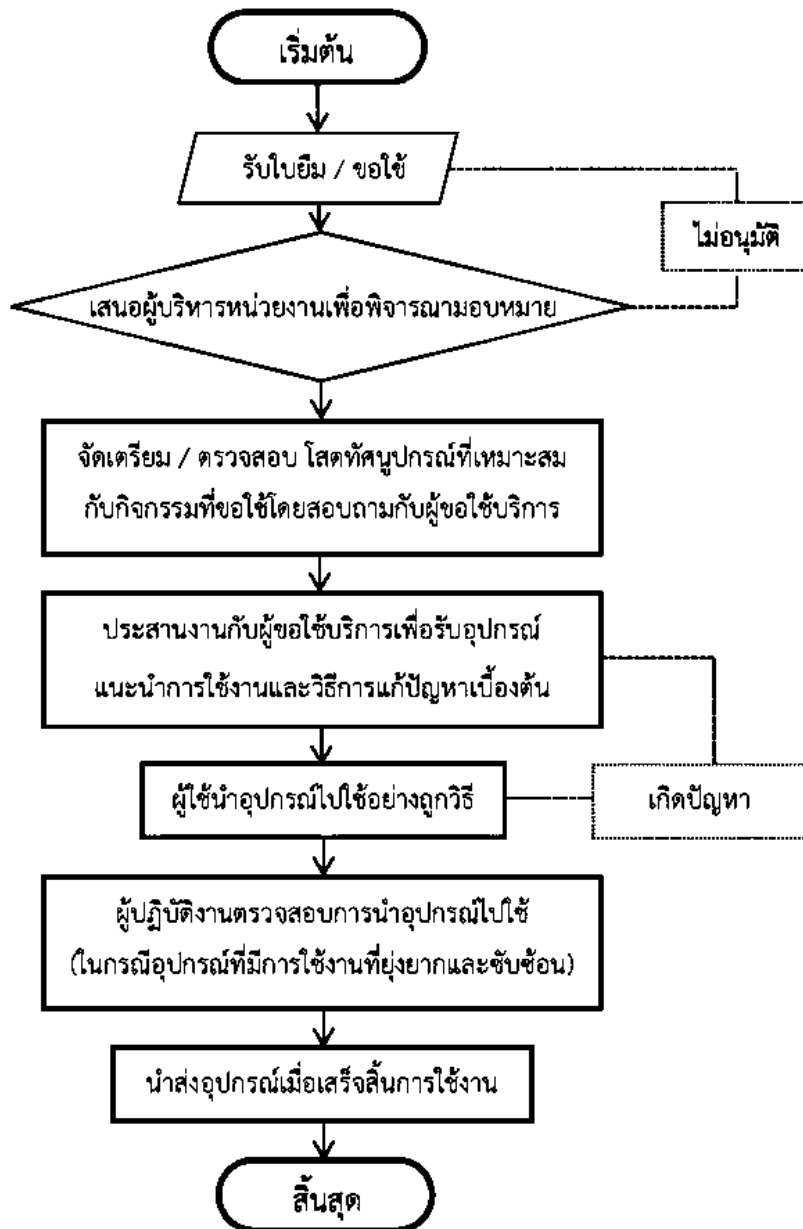 เริ่มต้น
รับใบยืม / ขอใช้
ไม่อนุมัติ
เสนอผู้บริหารหน่วยงานเพื่อพิจารณามอบหมาย
จัดเตรียม / ตรวจสอบ โสตทัศนูปกรณ์ที่เหมาะสม
กับกิจกรรมที่ขอใช้โดยสอบถามกับผู้ขอใช้บริการ
ประสานงานกับผู้ขอใช้บริการเพื่อรับอุปกรณ์
แนะนำการใช้งานและวิธีการแก้ปัญหาเบื้องต้น
ผู้ใช้นำอุปกรณ์ไปใช้อย่างถูกวิธี
เกิดปัญหา
ผู้ปฏิบัติงานตรวจสอบการนำอุปกรณ์ไปใช้
(ในกรณีอุปกรณ์ที่มีการใช้งานที่ยุ่งยากและซับซ้อน)
นำส่งอุปกรณ์เมื่อเสร็จสิ้นการใช้งาน
สิ้นสุด